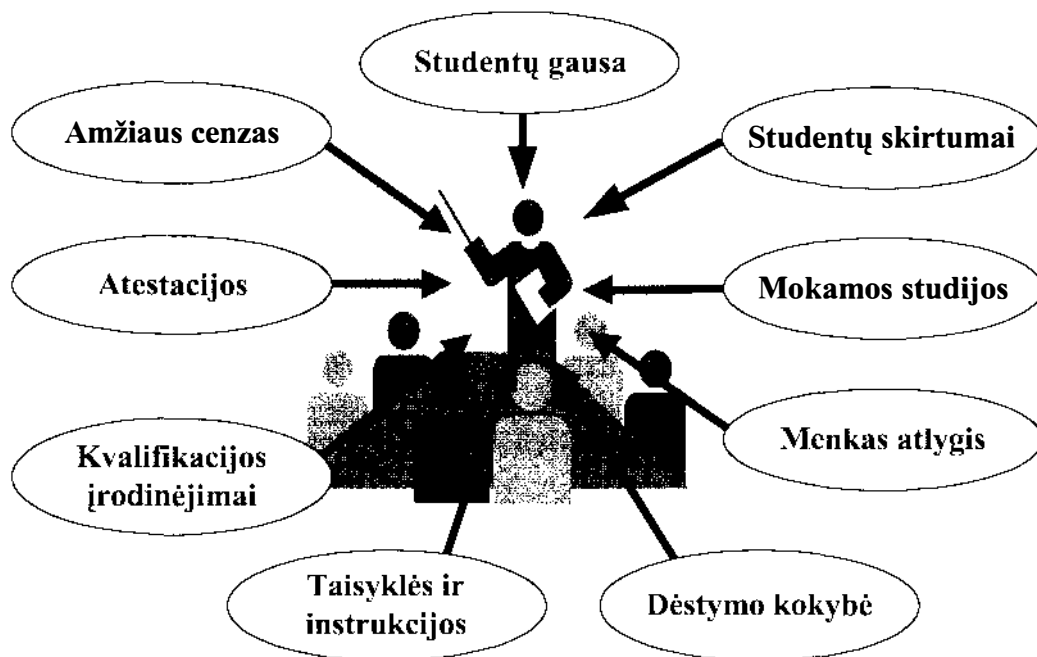 Studentų gausa
Amžiaus cenzas
Studentų skirtumai
Atestacijos
Mokamos studijos
Kvalifikacijos
įrodinėjimai
Menkas atlygis
Taisyklės ir
instrukcijos
Dėstymo kokybė